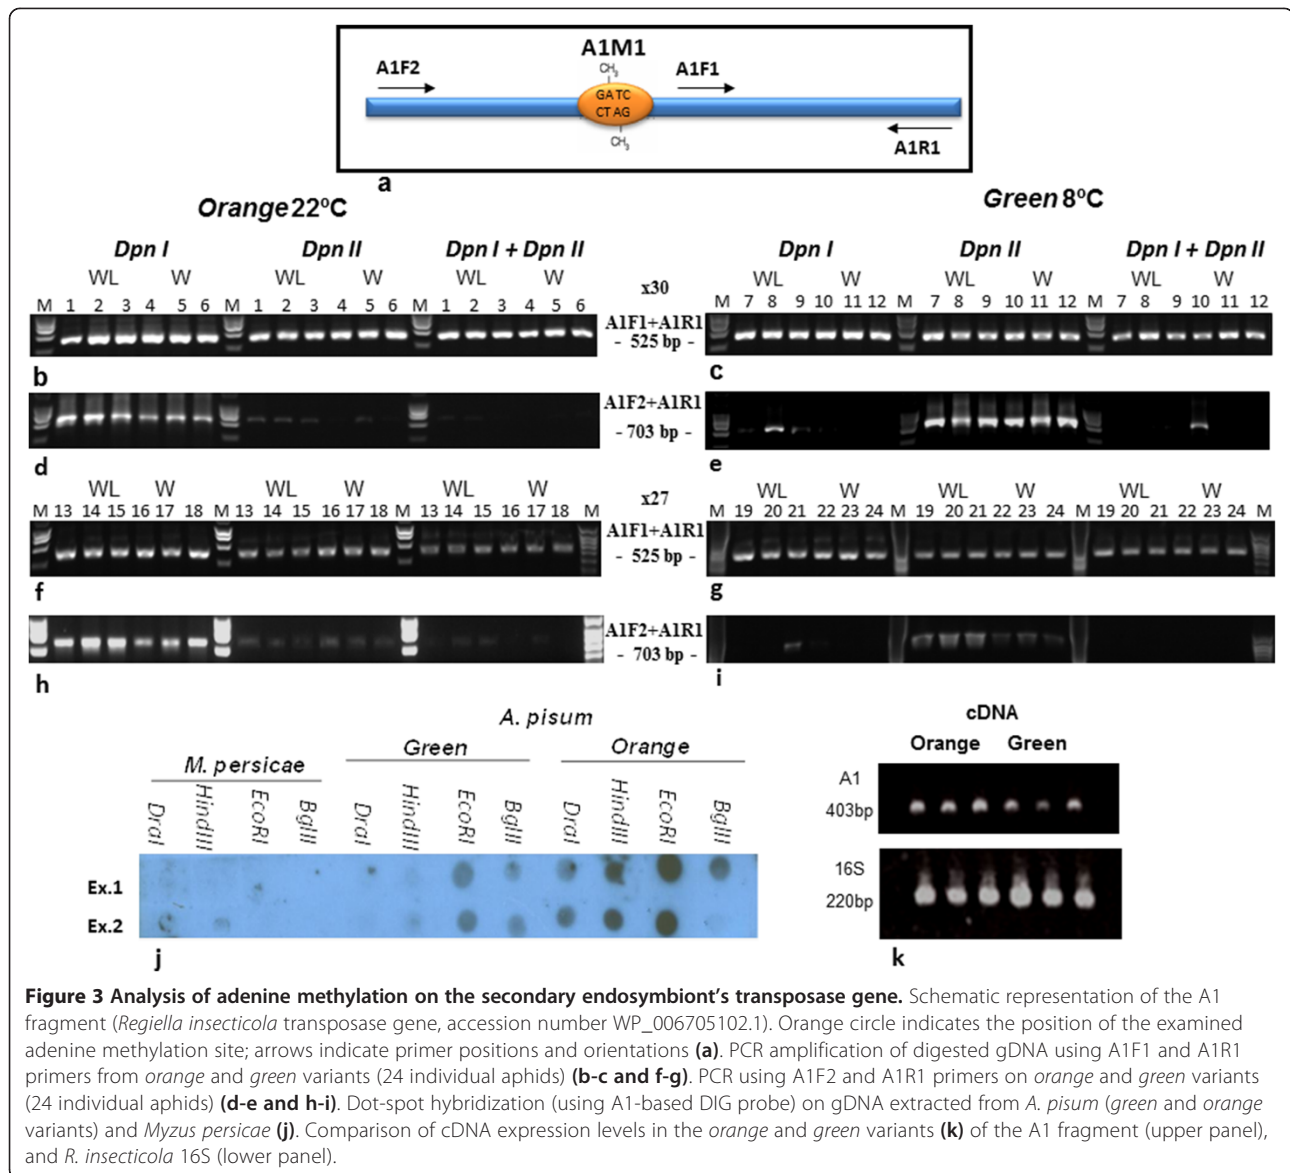 A1M1
A1F2
CH3
A1F1
GATC
CTAG
CH3
A1R1
a
Orange 22ºC
Green 8ºC
Dpn I Dpn II Dpn I + Dpn II
Dpn I Dpn II Dpn I + Dpn II
WL W WL W WL W
x30
WL W WL W WL W
M 1 2 3 4 5 6 M 1 2 3 4 5 6 M 1 2 3 4 5 6
M 7 8 9 10 11 12 M 7 8 9 10 11 12 M 7 8 9 10 11 12
A1F1+A1R1
- 525 bp -
b
c
A1F2+A1R1
- 703 bp -
d
e
WL W WL W WL W
x27
WL W WL W WL W
M 13 14 15 16 17 18 M 13 14 15 16 17 18 M 13 14 15 16 17 18 M
M 19 20 21 22 23 24 M 19 20 21 22 23 24 M 19 20 21 22 23 24 M
A1F1+A1R1
- 525 bp -
f
g
A1F2+A1R1
- 703 bp -
h
i
A. pisum
M. persicae Green Orange
DraI HindIII EcoRI BglII DraI HindIII EcoRI BglII DraI HindIII EcoRI BglII
Ex.1
Ex.2
j
cDNA
Orange Green
A1
403bp
16S
220bp
k
Figure 3 Analysis of adenine methylation on the secondary endosymbiont's transposase gene. Schematic representation of the A1
fragment (Regiella insecticola transposase gene, accession number WP_006705102.1). Orange circle indicates the position of the examined
adenine methylation site; arrows indicate primer positions and orientations (a). PCR amplification of digested gDNA using A1F1 and A1R1
primers from orange and green variants (24 individual aphids) (b-c and f-g). PCR using A1F2 and A1R1 primers on orange and green variants
(24 individual aphids) (d-e and h-i). Dot-spot hybridization (using A1-based DIG probe) on gDNA extracted from A. pisum (green and orange
variants) and Myzus persicae (j). Comparison of cDNA expression levels in the orange and green variants (k) of the A1 fragment (upper panel),
and R. insecticola 16S (lower panel).